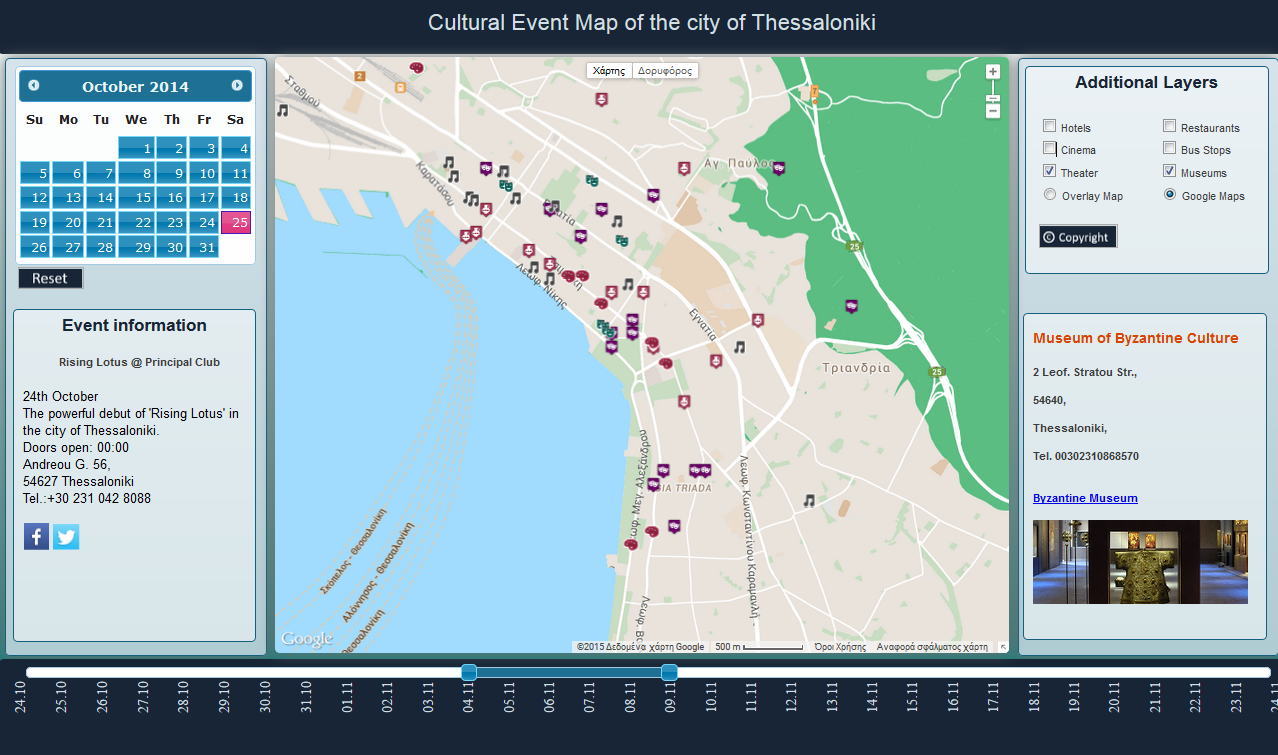 Cultural Event Map of the city of Thessaloniki
October 2014
Su Mo Tu We Th Fr Sa
1 2 3 4
5 6 7 8 9 10 11
12 13 14 15 16 17 18
19 20 21 22 23 24 25
26 27 28 29 30 31
Reset
Event information
Rising Lotus @ Principal Club
24th October
The powerful debut of 'Rising Lotus' in
the city of Thessaloniki.
Doors open: 00:00
Andreou G. 56,
54627 Thessaloniki
Tel.:+30 231 042 8088
Χάρτης Δορυφόρος
Σταθμού
2
7
Καρατάσου
Αγ. Παύλος
25
Λεωφ. Νίκης
Εγνατία
Τριανδρία
25
Λεωφ. Μεγ. Αλεξάνδρου
TRIADA
Λεωφ. Κωνσταντίνου Καραμανλή
Σκόπελος - Θεσσαλονίκη
Αλόννησος - Θεσσαλονίκη
Google
©2015 Δεδομένα χάρτη Google 500 m Όροι Χρήσης Αναφορά σφάλματος χάρτη
Additional Layers
Hotels Restaurants
Cinema Bus Stops
Theater Museums
Overlay Map Google Maps
© Copyright
Museum of Byzantine Culture
2 Leof. Stratou Str.,
54640,
Thessaloniki,
Tel. 00302310868570
Byzantine Museum
24.10 25.10 26.10 27.10 28.10 29.10 30.10 31.10 01.11 02.11 03.11 04.11 05.11 06.11 07.11 08.11 09.11 10.11 11.11 12.11 13.11 14.11 15.11 16.11 17.11 18.11 19.11 20.11 21.11 22.11 23.11 24.11